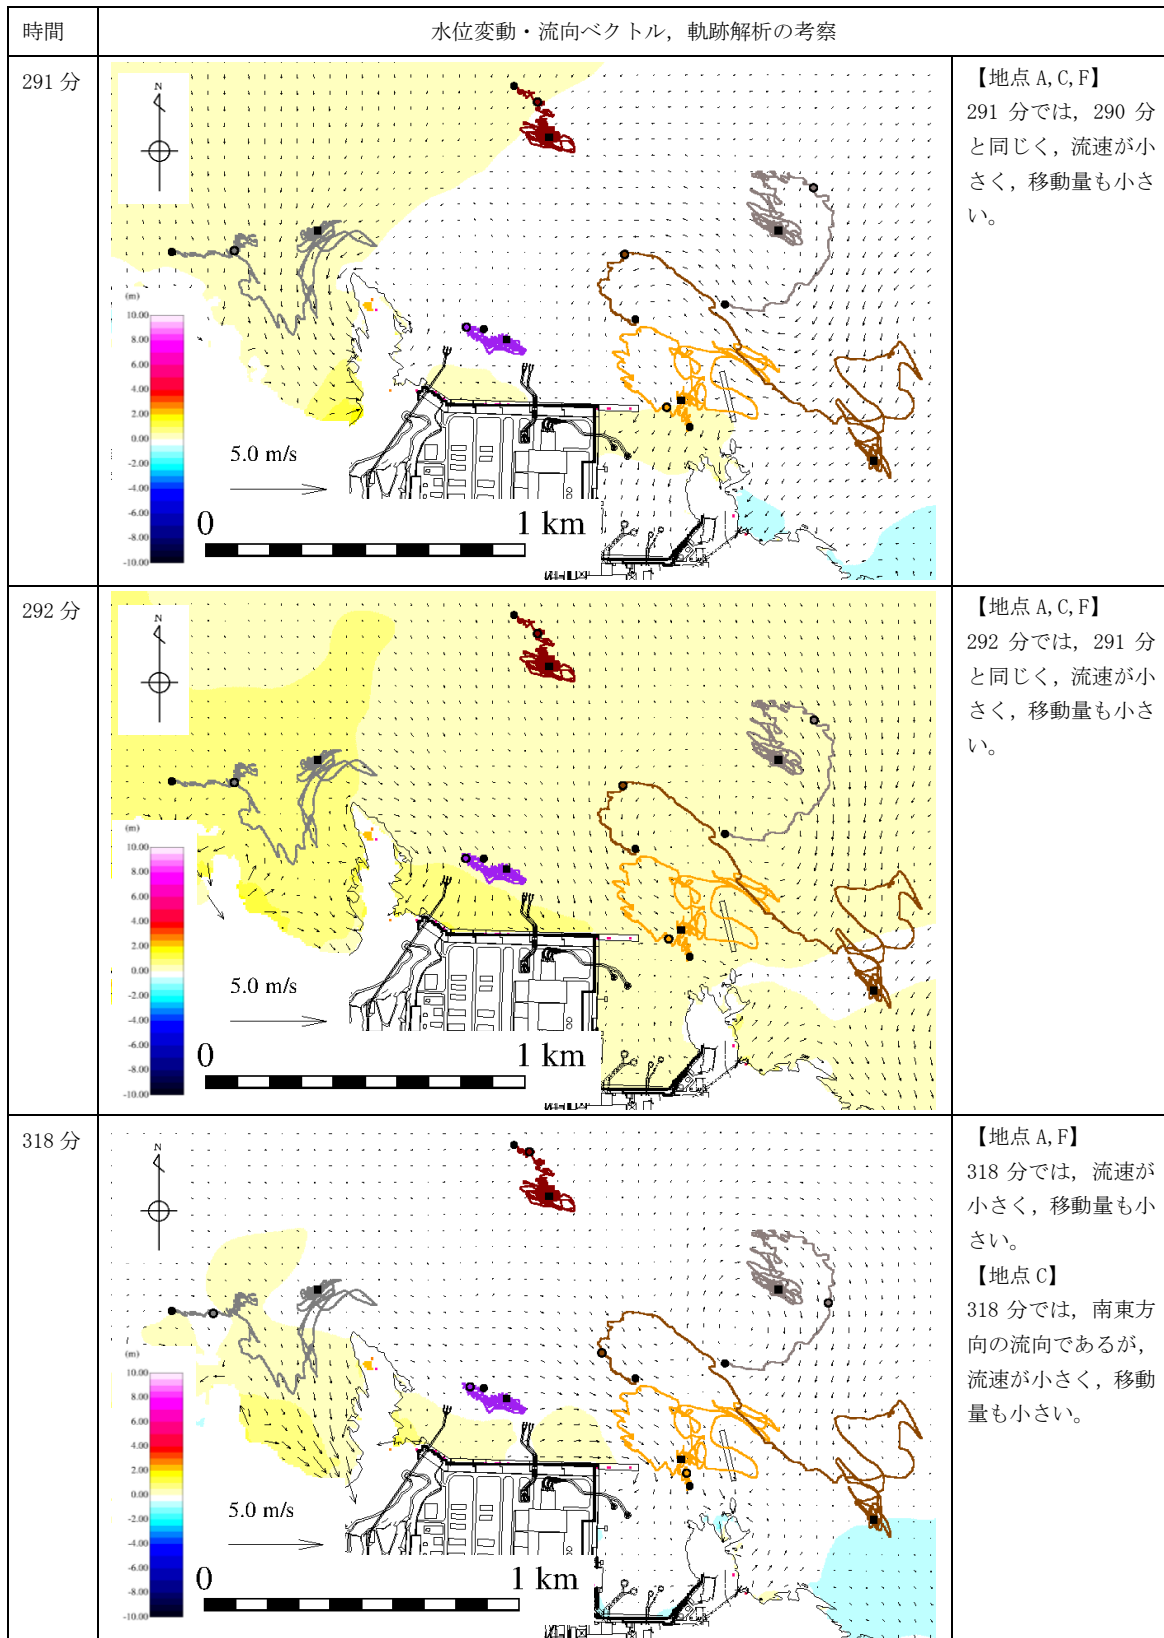 時間
水位変動・流向ベクトル，軌跡解析の考察
291 分
N
(m)
10.00
8.00
6.00
4.00
2.00
0.00
-2.00
-4.00
-6.00
-8.00
-10.00
5.0 m/s
0
1 km
【地点 A,C,F】
291 分では，290 分
と同じく，流速が小
さく，移動量も小さ
い。
292 分
N
(m)
10.00
8.00
6.00
4.00
2.00
0.00
-2.00
-4.00
-6.00
-8.00
-10.00
5.0 m/s
0
1 km
【地点 A,C,F】
292 分では，291 分
と同じく，流速が小
さく，移動量も小さ
い。
318 分
N
(m)
10.00
8.00
6.00
4.00
2.00
0.00
-2.00
-4.00
-6.00
-8.00
-10.00
5.0 m/s
0
1 km
【地点 A,F】
318 分では，流速が
小さく，移動量も小
さい。
【地点 C】
318 分では，南東方
向の流向であるが，
流速が小さく，移動
量も小さい。